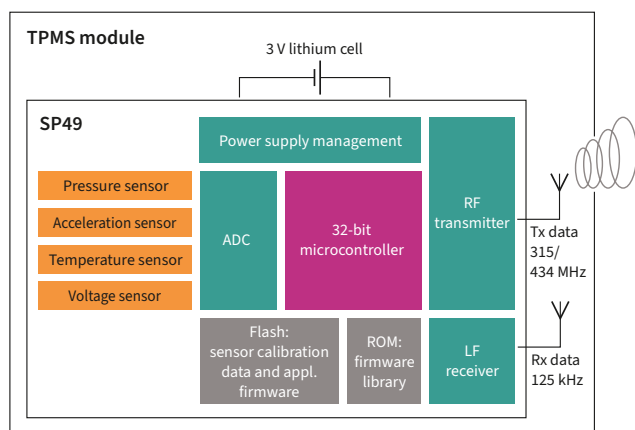 TPMS module
3 V lithium cell
SP49
Power supply management
Pressure sensor
Acceleration sensor
Temperature sensor
Voltage sensor
ADC
32-bit
microcontroller
RF
transmitter
Tx data
315/
434 MHz
Flash:
sensor calibration
data and appl.
firmware
ROM:
firmware
library
LF
receiver
Rx data
125 kHz